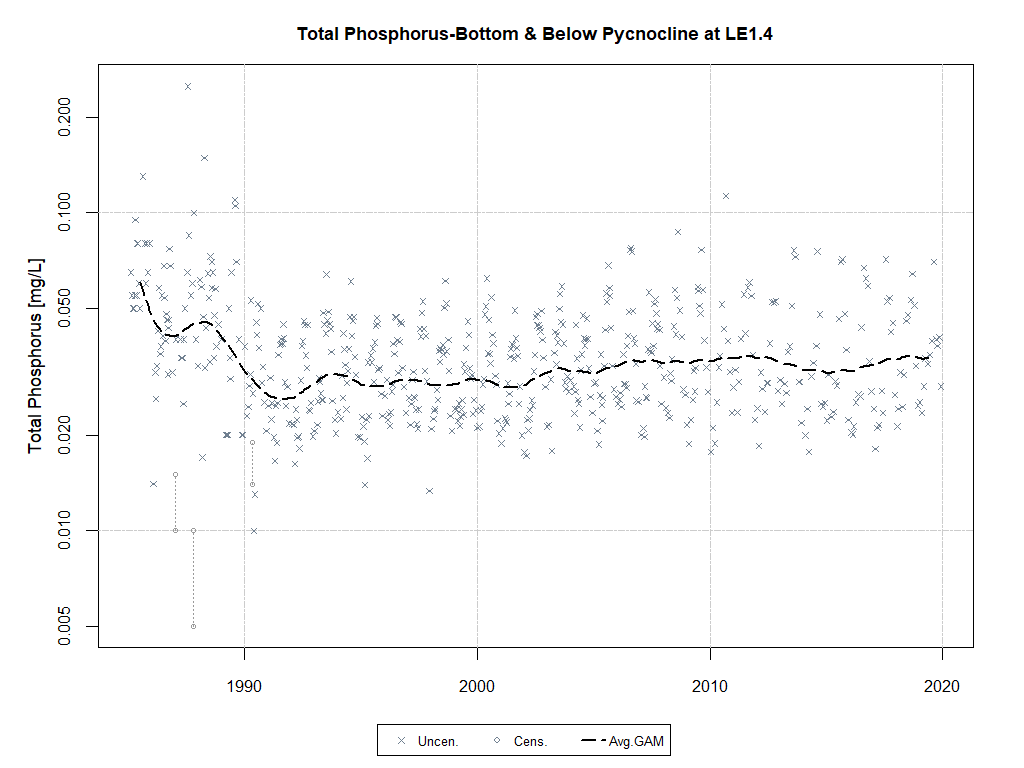 Total Phosphorus-Bottom & Below Pycnocline at LE1.4
Total Phosphorus [mg/L]
0.200
0.100
0.050
0.020
0.010
0.005
1990 2000 2010 2020
Uncen. Cens. Avg.GAM